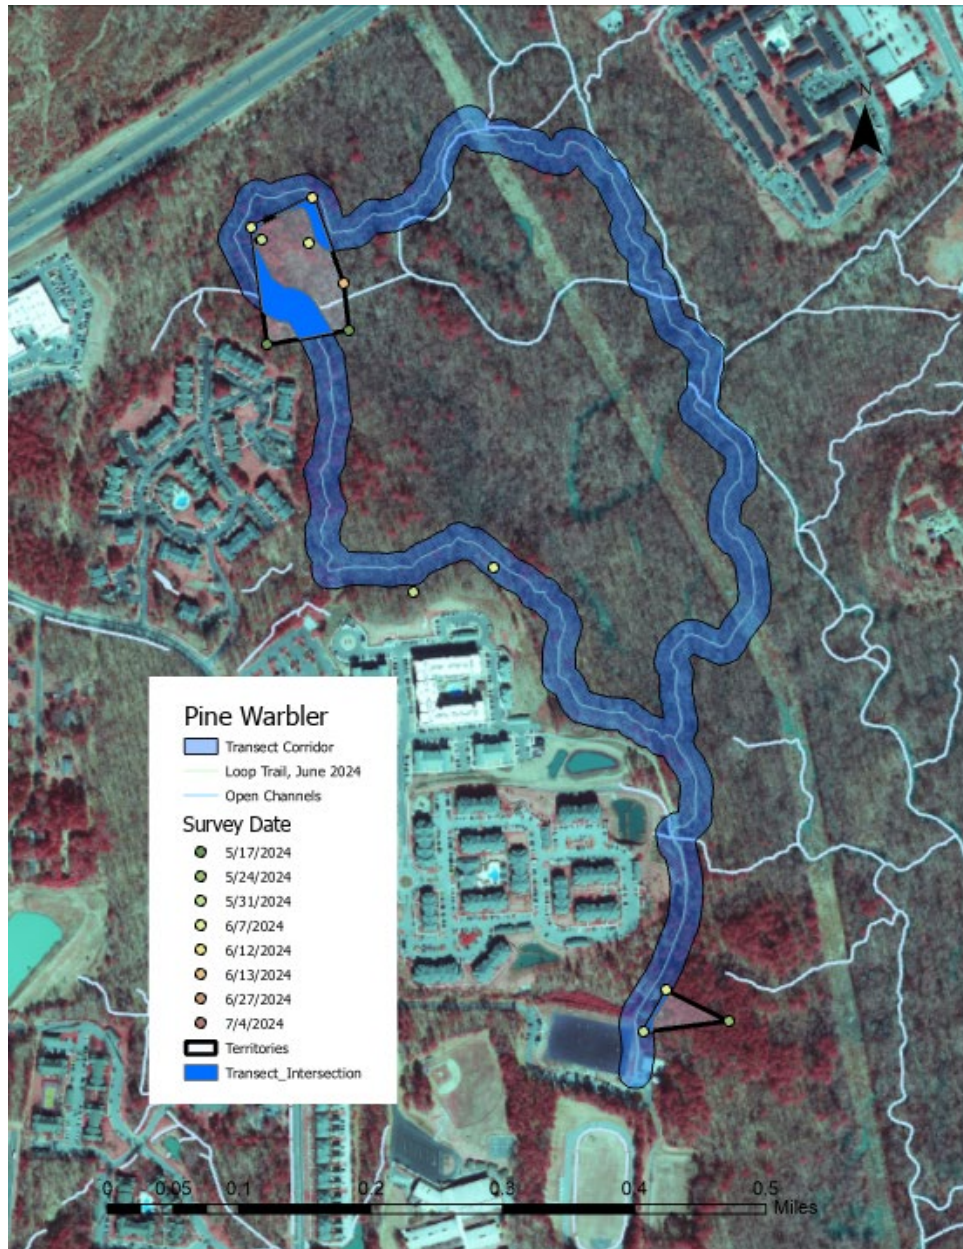 N
Pine Warbler
Transect Corridor
Loop Trail, June 2024
Open Channels
Survey Date
5/17/2024
5/24/2024
5/31/2024
6/7/2024
6/12/2024
6/13/2024
6/27/2024
7/4/2024
Territories
Transect_Intersection
0 0.05 0.1 0.2 0.3 0.4 0.5
Miles